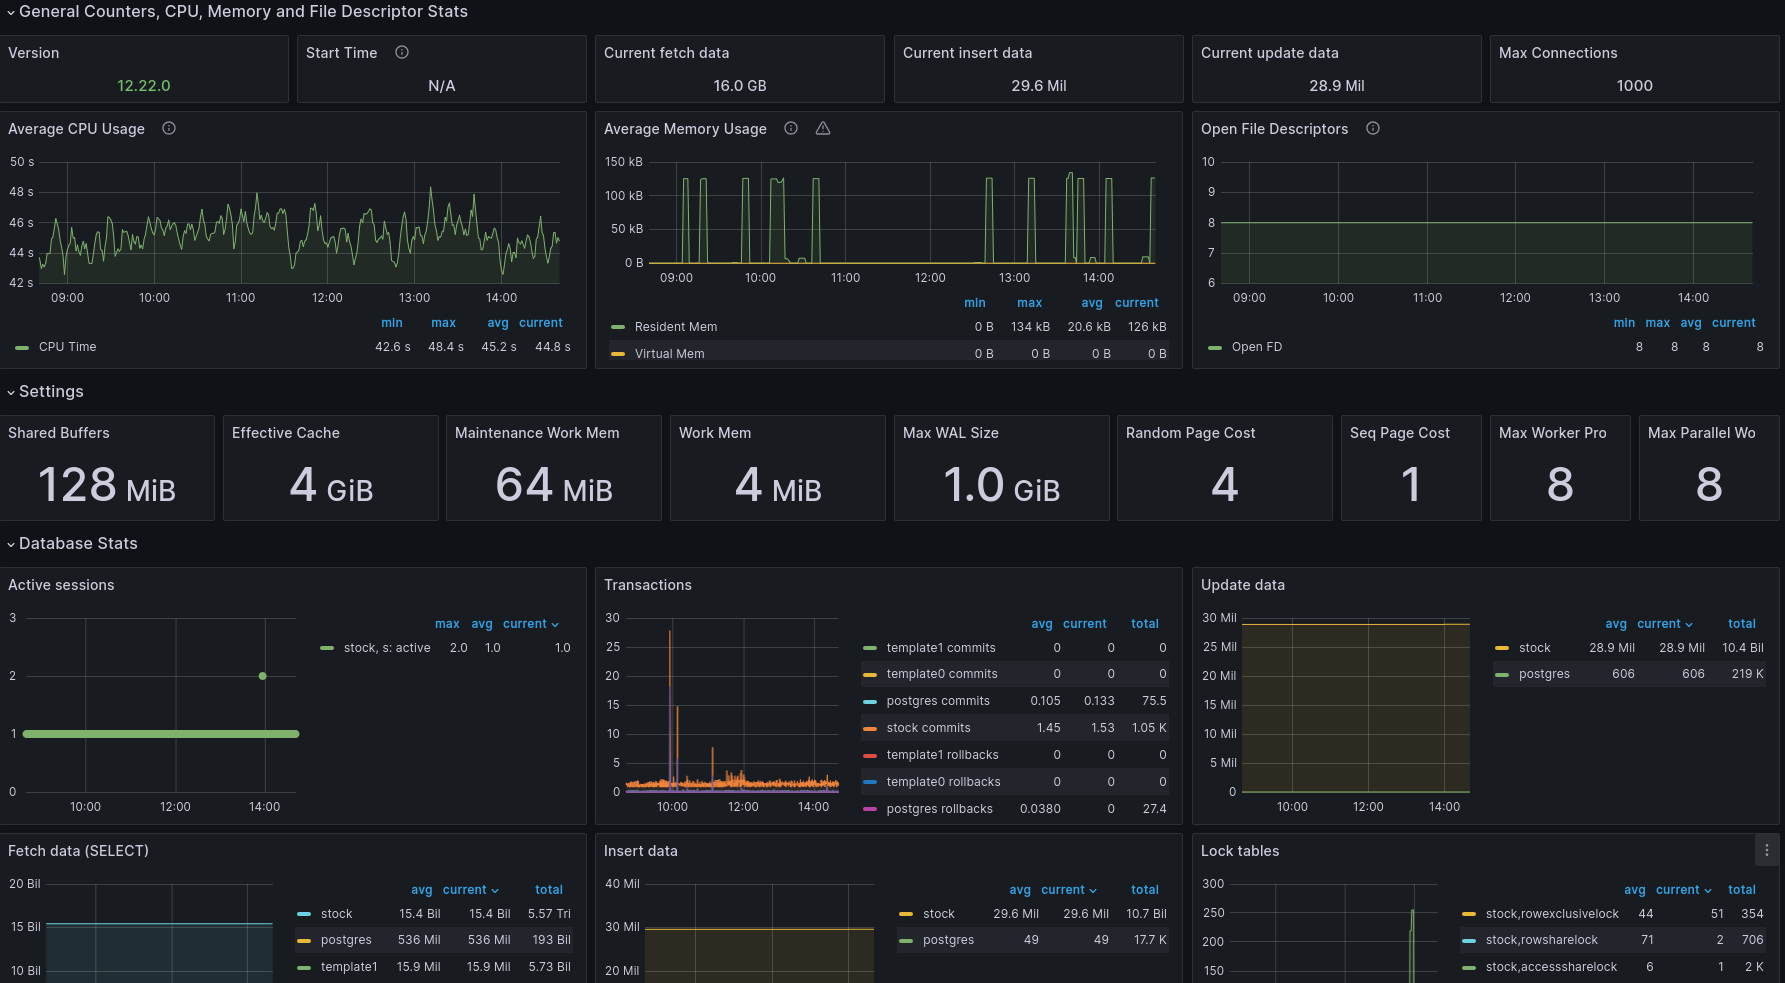 General Counters, CPU, Memory and File Descriptor Stats
Version
12.22.0
Start Time
N/A
Current fetch data
16.0 GB
Current insert data
29.6 Mil
Current update data
28.9 Mil
Max Connections
1000
Average CPU Usage
50 s
48 s
46 s
44 s
42 s
09:00 10:00 11:00 12:00 13:00 14:00
min max avg current
CPU Time 42.6 s 48.4 s 45.2 s 44.8 s
Average Memory Usage
150 kB
100 kB
50 kB
0 B
09:00 10:00 11:00 12:00 13:00 14:00
min max avg current
Resident Mem 0 B 134 kB 20.6 kB 126 kB
Virtual Mem 0 B 0 B 0 B 0 B
Open File Descriptors
10
9
8
7
6
09:00 10:00 11:00 12:00 13:00 14:00
min max avg current
Open FD 8 8 8 8
Settings
Shared Buffers
128 MiB
Effective Cache
4 GiB
Maintenance Work Mem
64 MiB
Work Mem
4 MiB
Max WAL Size
1.0 GiB
Random Page Cost
4
Seq Page Cost
1
Max Worker Pro
8
Max Parallel Wo
8
Database Stats
Active sessions
3
2
1
0
10:00 12:00 14:00
max avg current
stock, s: active 2.0 1.0 1.0
Transactions
30
25
20
15
10
5
0
10:00 12:00 14:00
avg current total
template1 commits 0 0 0
template0 commits 0 0 0
postgres commits 0.105 0.133 75.5
stock commits 1.45 1.53 1.05 K
template1 rollbacks 0 0 0
template0 rollbacks 0 0 0
postgres rollbacks 0.0380 0 27.4
Update data
30 Mil
25 Mil
20 Mil
15 Mil
10 Mil
5 Mil
0
10:00 12:00 14:00
avg current total
stock 28.9 Mil 28.9 Mil 10.4 Bil
postgres 606 606 219 K
Fetch data (SELECT)
20 Bil
15 Bil
10 Bil
avg current total
stock 15.4 Bil 15.4 Bil 5.57 Tri
postgres 536 Mil 536 Mil 193 Bil
template1 15.9 Mil 15.9 Mil 5.73 Bil
Insert data
40 Mil
30 Mil
20 Mil
avg current total
stock 29.6 Mil 29.6 Mil 10.7 Bil
postgres 49 49 17.7 K
Lock tables
300
250
200
150
avg current total
stock,rowexclusivelock 44 51 354
stock,rowsharelock 71 2 706
stock,accesssharelock 6 1 2 K